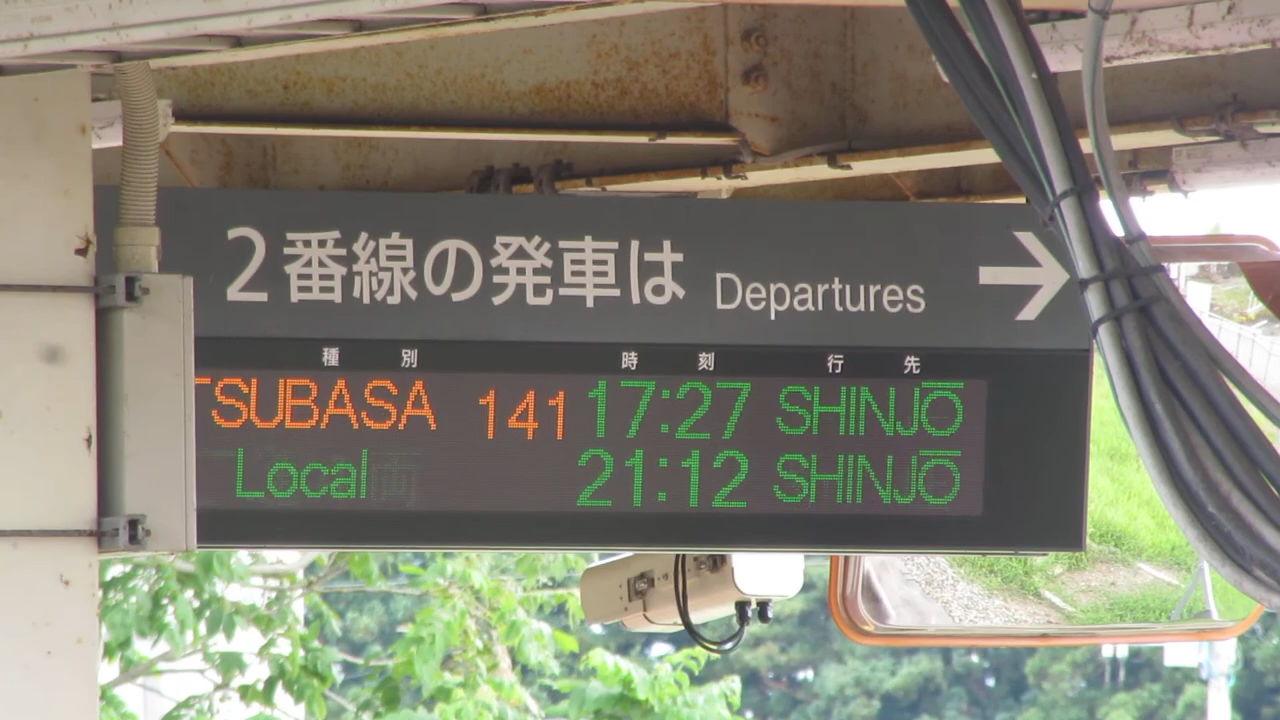 2番線の発車は Departures →
種別 時刻 行先
TSUBASA 141 17:27 SHINJŌ
Local 21:12 SHINJŌ